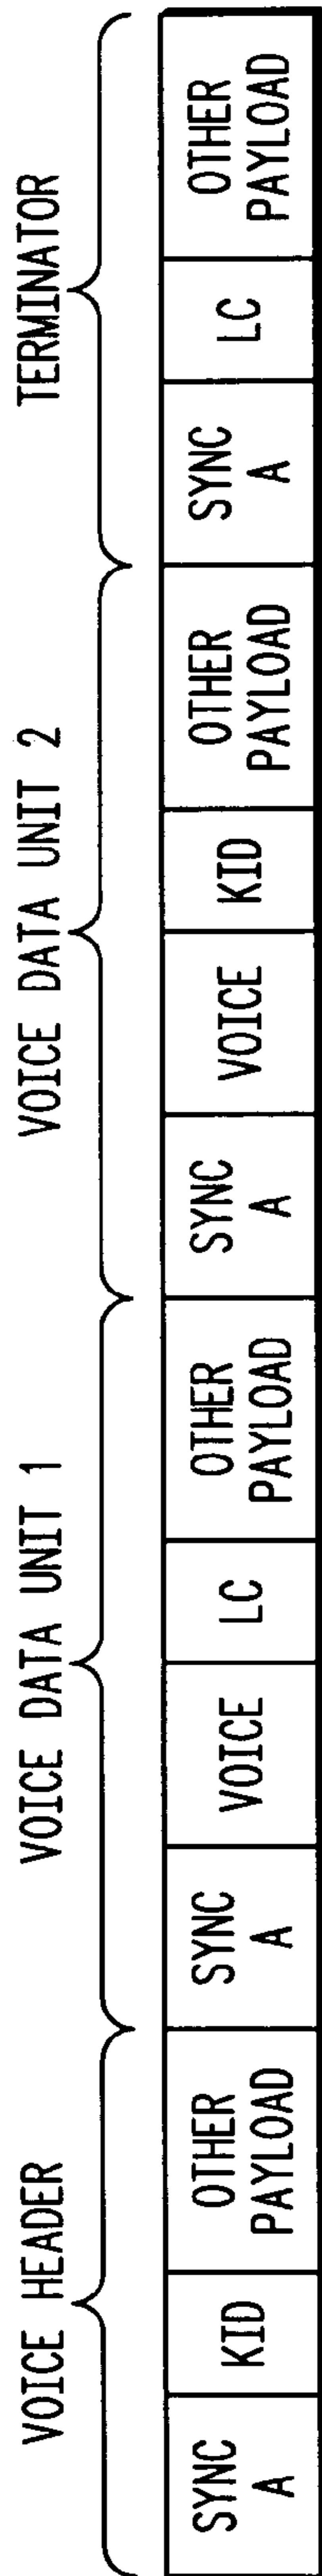 VOICE HEADER
VOICE DATA UNIT 1
VOICE DATA UNIT 2
TERMINATOR
SYNC
A
KID
OTHER
PAYLOAD
SYNC
A
VOICE
LC
OTHER
PAYLOAD
SYNC
A
VOICE
KID
OTHER
PAYLOAD
SYNC
A
LC
OTHER
PAYLOAD